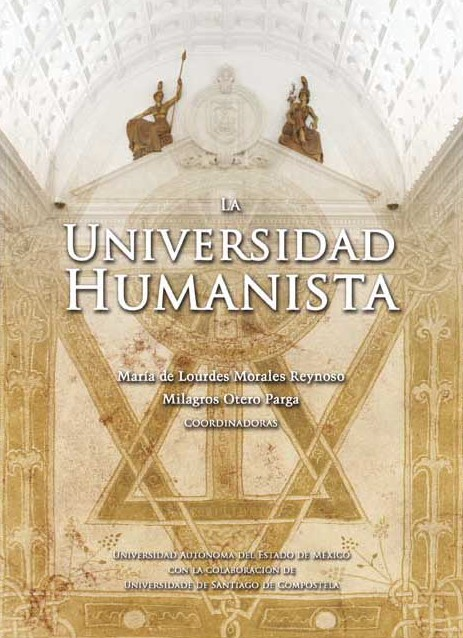 LA
UNIVERSIDAD
HUMANISTA
María de Lourdes Morales Reynoso
Milagros Otero Parga
COORDINADORAS
UNIVERSIDAD AUTÓNOMA DEL ESTADO DE MÉXICO
CON LA COLABORACIÓN DE
UNIVERSIDADE DE SANTIAGO DE COMPOSTELA